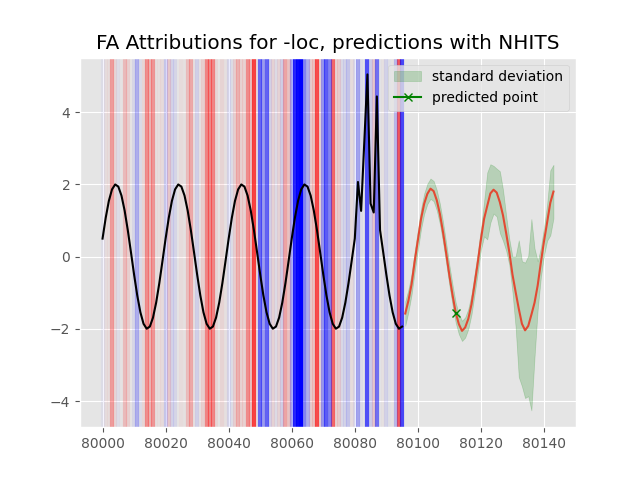 FA Attributions for -loc, predictions with NHITS
standard deviation
predicted point
4
2
0
−2
−4
80000 80020 80040 80060 80080 80100 80120 80140